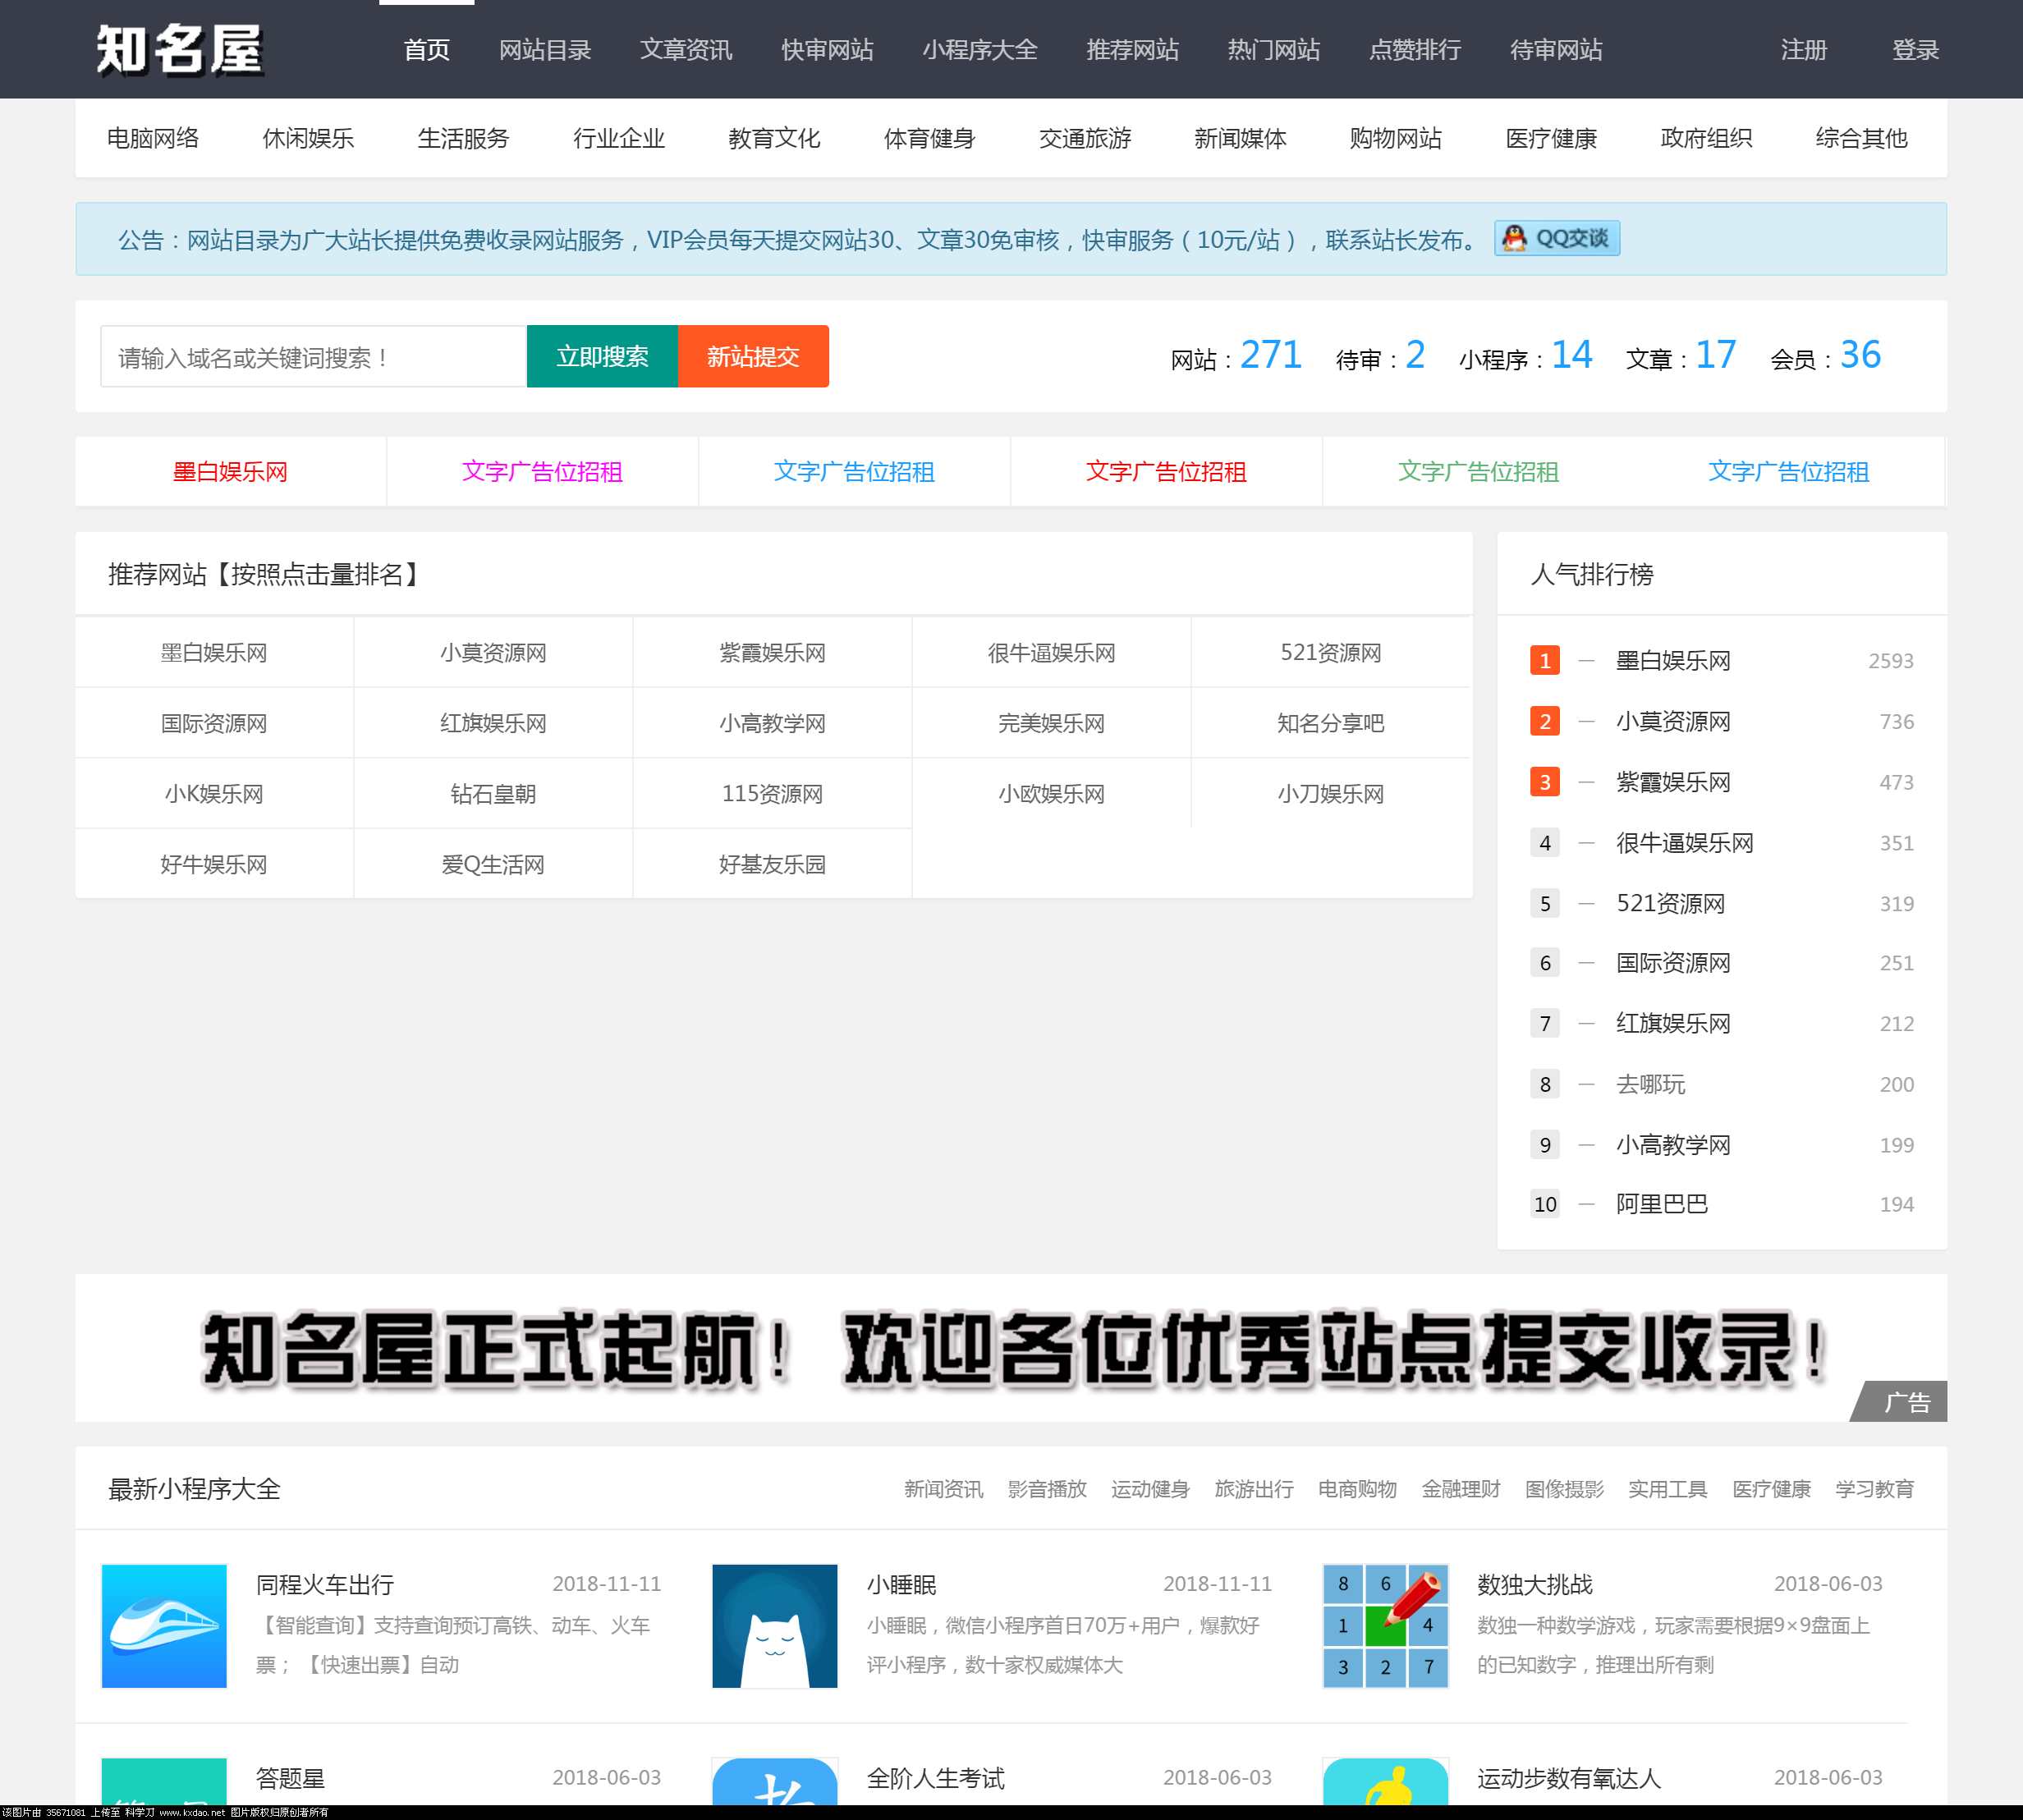 知名屋 首页 网站目录 文章资讯 快审网站 小程序大全 推荐网站 热门网站 点赞排行 待审网站 注册 登录
电脑网络 休闲娱乐 生活服务 行业企业 教育文化 体育健身 交通旅游 新闻媒体 购物网站 医疗健康 政府组织 综合其他
公告：网站目录为广大站长提供免费收录网站服务，VIP会员每天提交网站30、文章30免审核，快审服务（10元/站），联系站长发布。 QQ交谈
请输入域名或关键词搜索！ 立即搜索 新站提交 网站：271 待审：2 小程序：14 文章：17 会员：36
墨白娱乐网 文字广告位招租 文字广告位招租 文字广告位招租 文字广告位招租 文字广告位招租
推荐网站【按照点击量排名】
墨白娱乐网 小莫资源网 紫霞娱乐网 很牛逼娱乐网 521资源网
国际资源网 红旗娱乐网 小高教学网 完美娱乐网 知名分享吧
小K娱乐网 钻石皇朝 115资源网 小欧娱乐网 小刀娱乐网
好牛娱乐网 爱Q生活网 好基友乐园
人气排行榜
1 — 墨白娱乐网 2593
2 — 小莫资源网 736
3 — 紫霞娱乐网 473
4 — 很牛逼娱乐网 351
5 — 521资源网 319
6 — 国际资源网 251
7 — 红旗娱乐网 212
8 — 去哪玩 200
9 — 小高教学网 199
10 — 阿里巴巴 194
知名屋正式起航！ 欢迎各位优秀站点提交收录！
广告
最新小程序大全 新闻资讯 影音播放 运动健身 旅游出行 电商购物 金融理财 图像摄影 实用工具 医疗健康 学习教育
同程火车出行 2018-11-11
【智能查询】支持查询预订高铁、动车、火车
票；【快速出票】自动
小睡眠 2018-11-11
小睡眠，微信小程序首日70万+用户，爆款好
评小程序，数十家权威媒体大
8 6
1 4
3 2 7
数独大挑战 2018-06-03
数独一种数学游戏，玩家需要根据9×9盘面上
的已知数字，推理出所有剩
答题星 2018-06-03
全阶人生考试 2018-06-03
运动步数有氧达人 2018-06-03
该图片由 35671081 上传至 科学刀 www.kxdao.net 图片版权归原创者所有